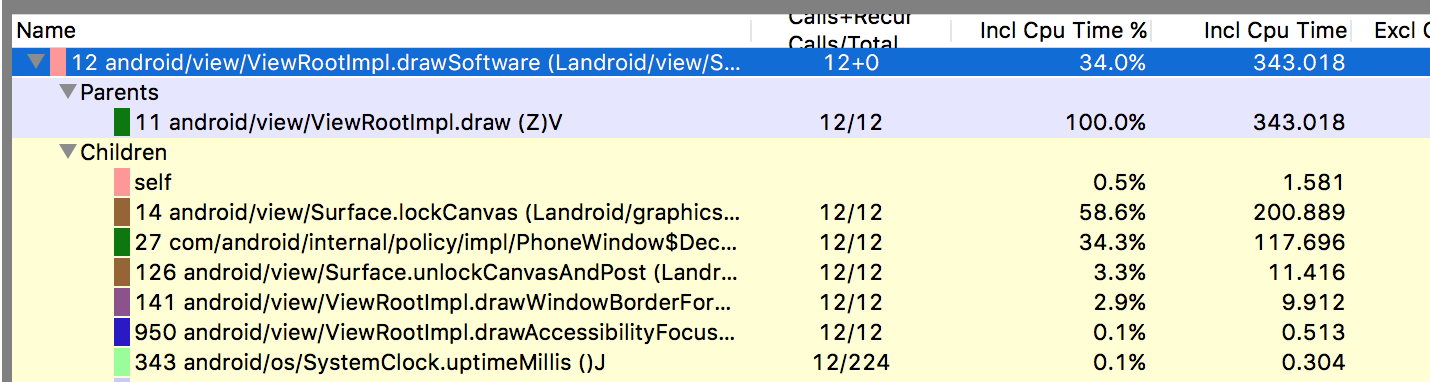 Name Calls+Recur Calls/Total Incl Cpu Time % Incl Cpu Time Excl
12 android/view/ViewRootImpl.drawSoftware (Landroid/view/S... 12+0 34.0% 343.018
Parents
11 android/view/ViewRootImpl.draw (Z)V 12/12 100.0% 343.018
Children
self 0.5% 1.581
14 android/view/Surface.lockCanvas (Landroid/graphics... 12/12 58.6% 200.889
27 com/android/internal/policy/impl/PhoneWindow$Dec... 12/12 34.3% 117.696
126 android/view/Surface.unlockCanvasAndPost (Landr... 12/12 3.3% 11.416
141 android/view/ViewRootImpl.drawWindowBorderFor... 12/12 2.9% 9.912
950 android/view/ViewRootImpl.drawAccessibilityFocus... 12/12 0.1% 0.513
343 android/os/SystemClock.uptimeMillis ()J 12/224 0.1% 0.304